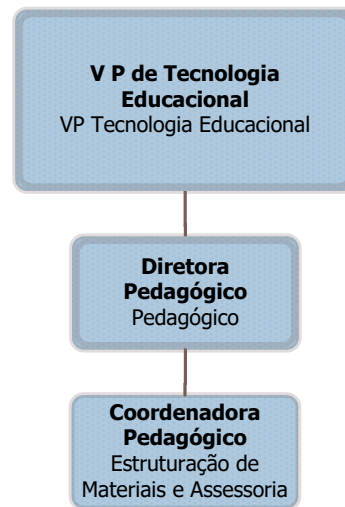 V P de Tecnologia
Educacional
VP Tecnologia Educacional
Diretora
Pedagógico
Pedagógico
Coordenadora
Pedagógico
Estruturação de
Materiais e Assessoria